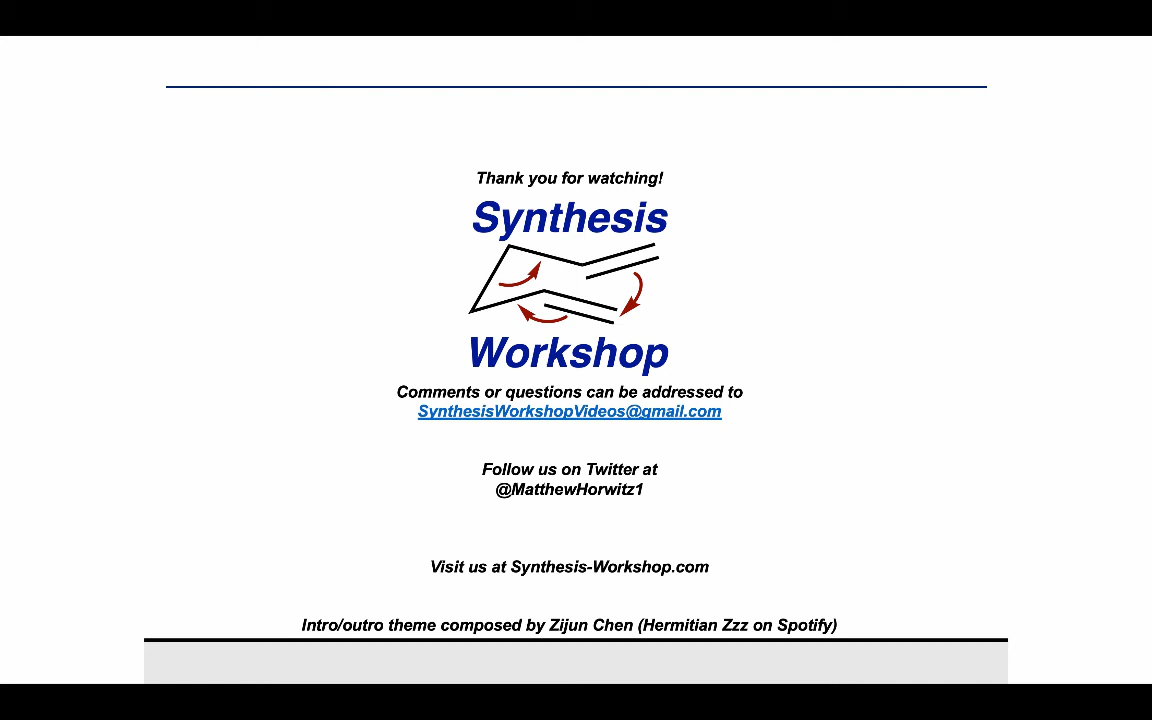 Thank you for watching!
Synthesis
Workshop
Comments or questions can be addressed to
SynthesisWorkshopVideos@gmail.com
Follow us on Twitter at
@MatthewHorwitz1
Visit us at Synthesis-Workshop.com
Intro/outro theme composed by Zijun Chen (Hermitian Zzz on Spotify)